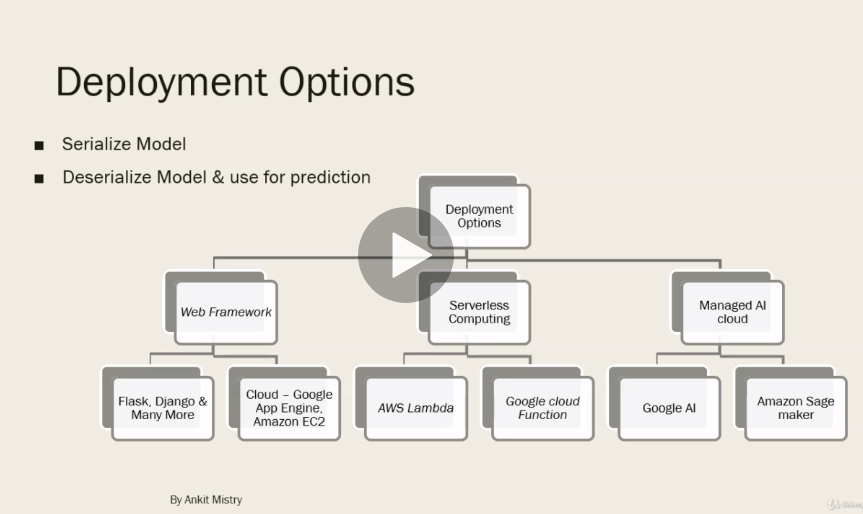 Deployment Options
Serialize Model
Deserialize Model & use for prediction
Deployment
Options
Web Framework
Serverless
Computing
Managed AI
cloud
Flask, Django &
Many More
Cloud – Google
App Engine,
Amazon EC2
AWS Lambda
Google cloud
Function
Google AI
Amazon Sage
maker
By Ankit Mistry